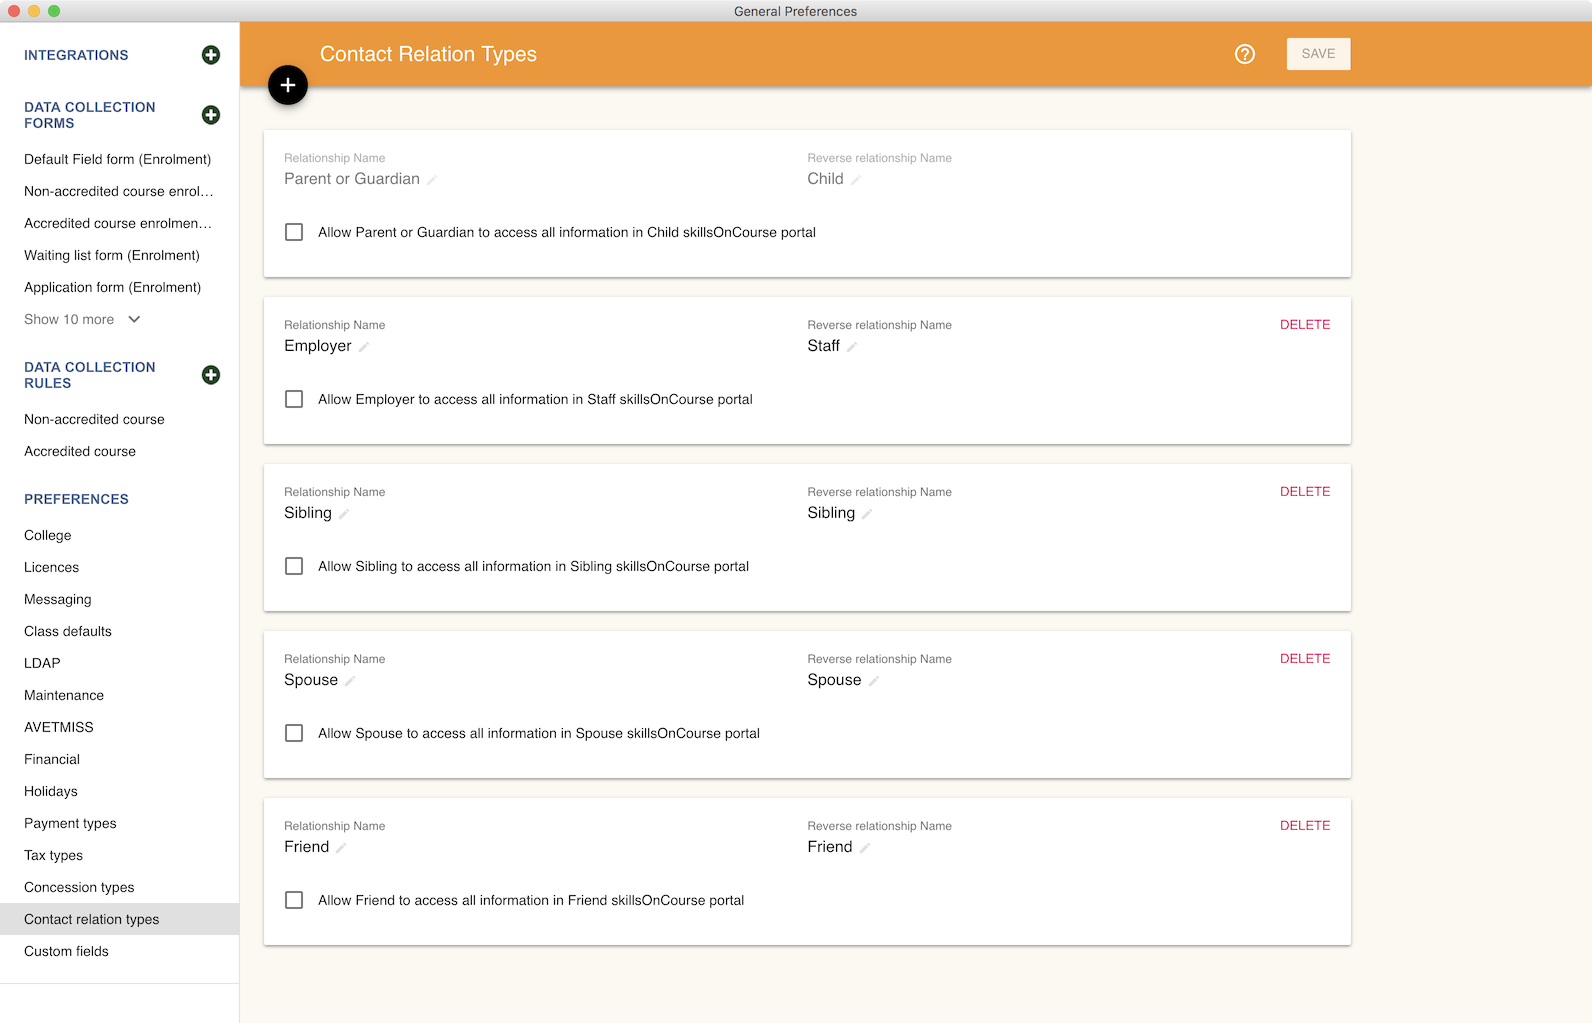 General Preferences
INTEGRATIONS
DATA COLLECTION
FORMS
Default Field form (Enrolment)
Non-accredited course enrol…
Accredited course enrolmen…
Waiting list form (Enrolment)
Application form (Enrolment)
Show 10 more
DATA COLLECTION
RULES
Non-accredited course
Accredited course
PREFERENCES
College
Licences
Messaging
Class defaults
LDAP
Maintenance
AVETMISS
Financial
Holidays
Payment types
Tax types
Concession types
Contact relation types
Custom fields
Contact Relation Types
SAVE
Relationship Name
Reverse relationship Name
Parent or Guardian
Child
Allow Parent or Guardian to access all information in Child skillsOnCourse portal
Relationship Name
Reverse relationship Name
DELETE
Employer
Staff
Allow Employer to access all information in Staff skillsOnCourse portal
Relationship Name
Reverse relationship Name
DELETE
Sibling
Sibling
Allow Sibling to access all information in Sibling skillsOnCourse portal
Relationship Name
Reverse relationship Name
DELETE
Spouse
Spouse
Allow Spouse to access all information in Spouse skillsOnCourse portal
Relationship Name
Reverse relationship Name
DELETE
Friend
Friend
Allow Friend to access all information in Friend skillsOnCourse portal